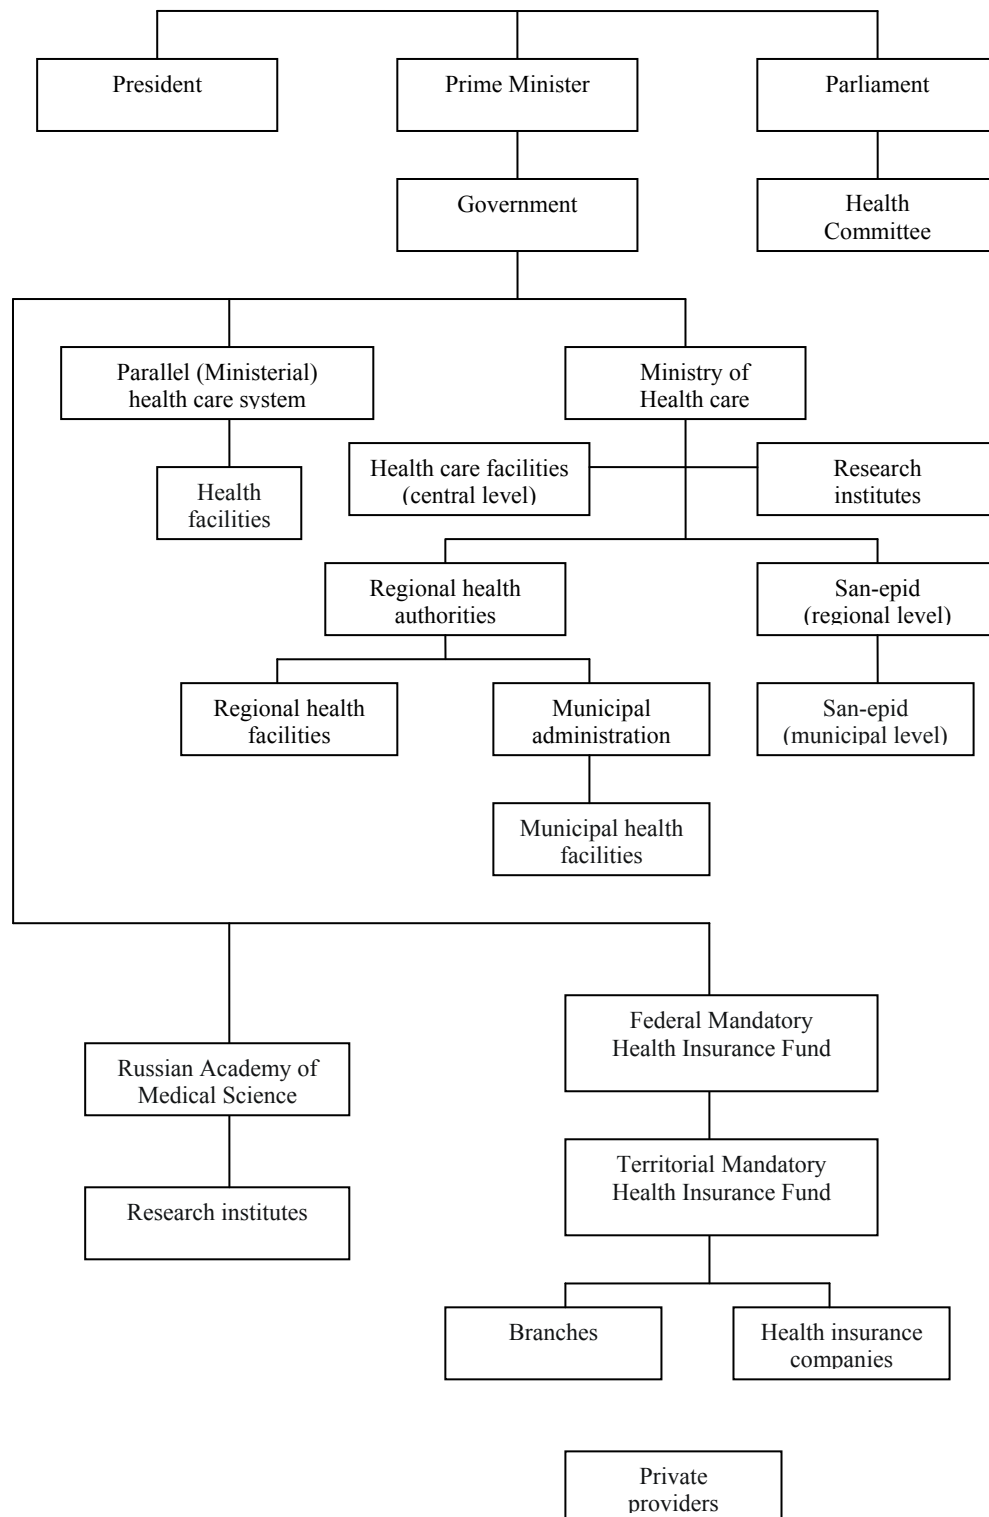 President
Prime Minister
Parliament
Government
Health
Committee
Parallel (Ministerial)
health care system
Ministry of
Health care
Health care facilities
(central level)
Research
institutes
Health
facilities
Regional health
authorities
San-epid
(regional level)
Regional health
facilities
Municipal
administration
San-epid
(municipal level)
Municipal health
facilities
Federal Mandatory
Health Insurance Fund
Russian Academy of
Medical Science
Territorial Mandatory
Health Insurance Fund
Research institutes
Branches
Health insurance
companies
Private
providers